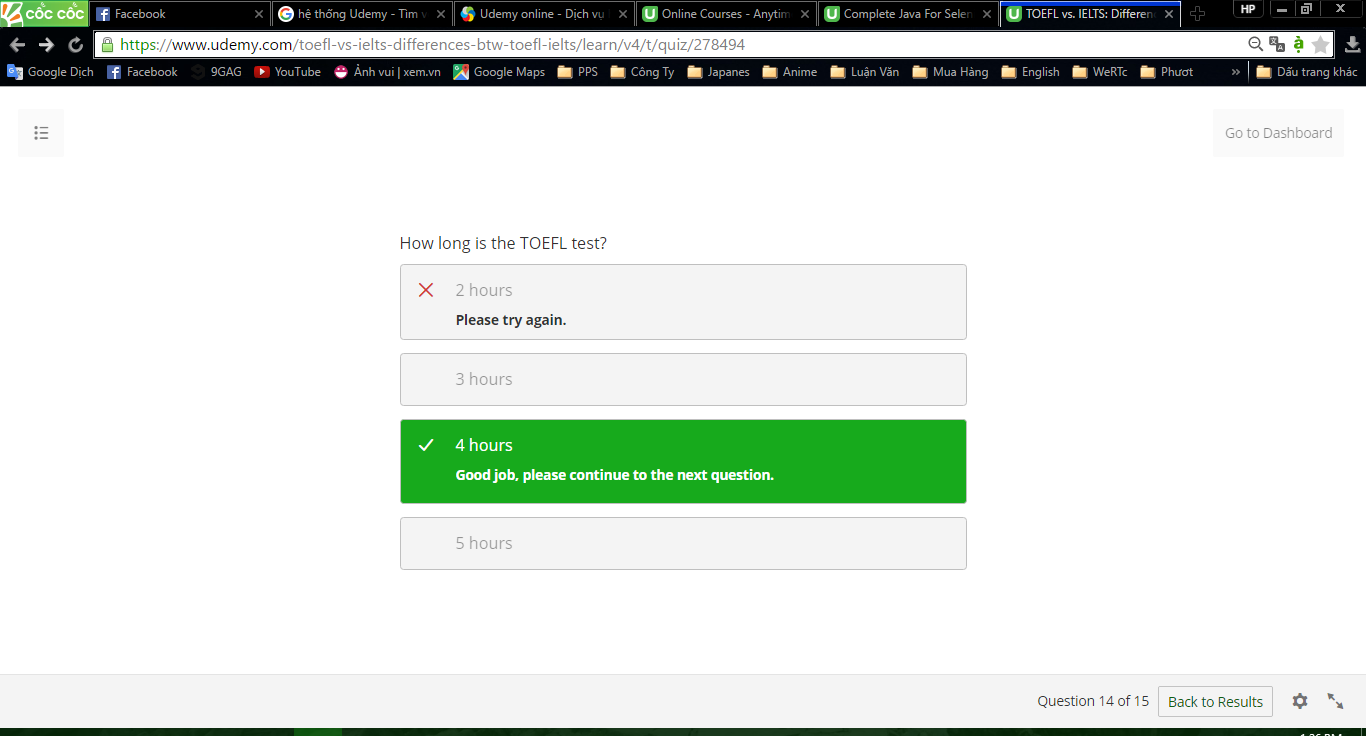 cốc cốc
Facebook
hệ thống Udemy - Tìm v
Udemy online - Dịch vụ
Online Courses - Anytim
Complete Java For Selen
TOEFL vs. IELTS: Differen
HP
https://www.udemy.com/toefl-vs-ielts-differences-btw-toefl-ielts/learn/v4/t/quiz/278494
Google Dịch
Facebook
9GAG
YouTube
Ảnh vui | xem.vn
Google Maps
PPS
Công Ty
Japanes
Anime
Luận Văn
Mua Hàng
English
WeRTc
Phượt
»
Dấu trang khác
Go to Dashboard
How long is the TOEFL test?
2 hours
Please try again.
3 hours
4 hours
Good job, please continue to the next question.
5 hours
Question 14 of 15
Back to Results